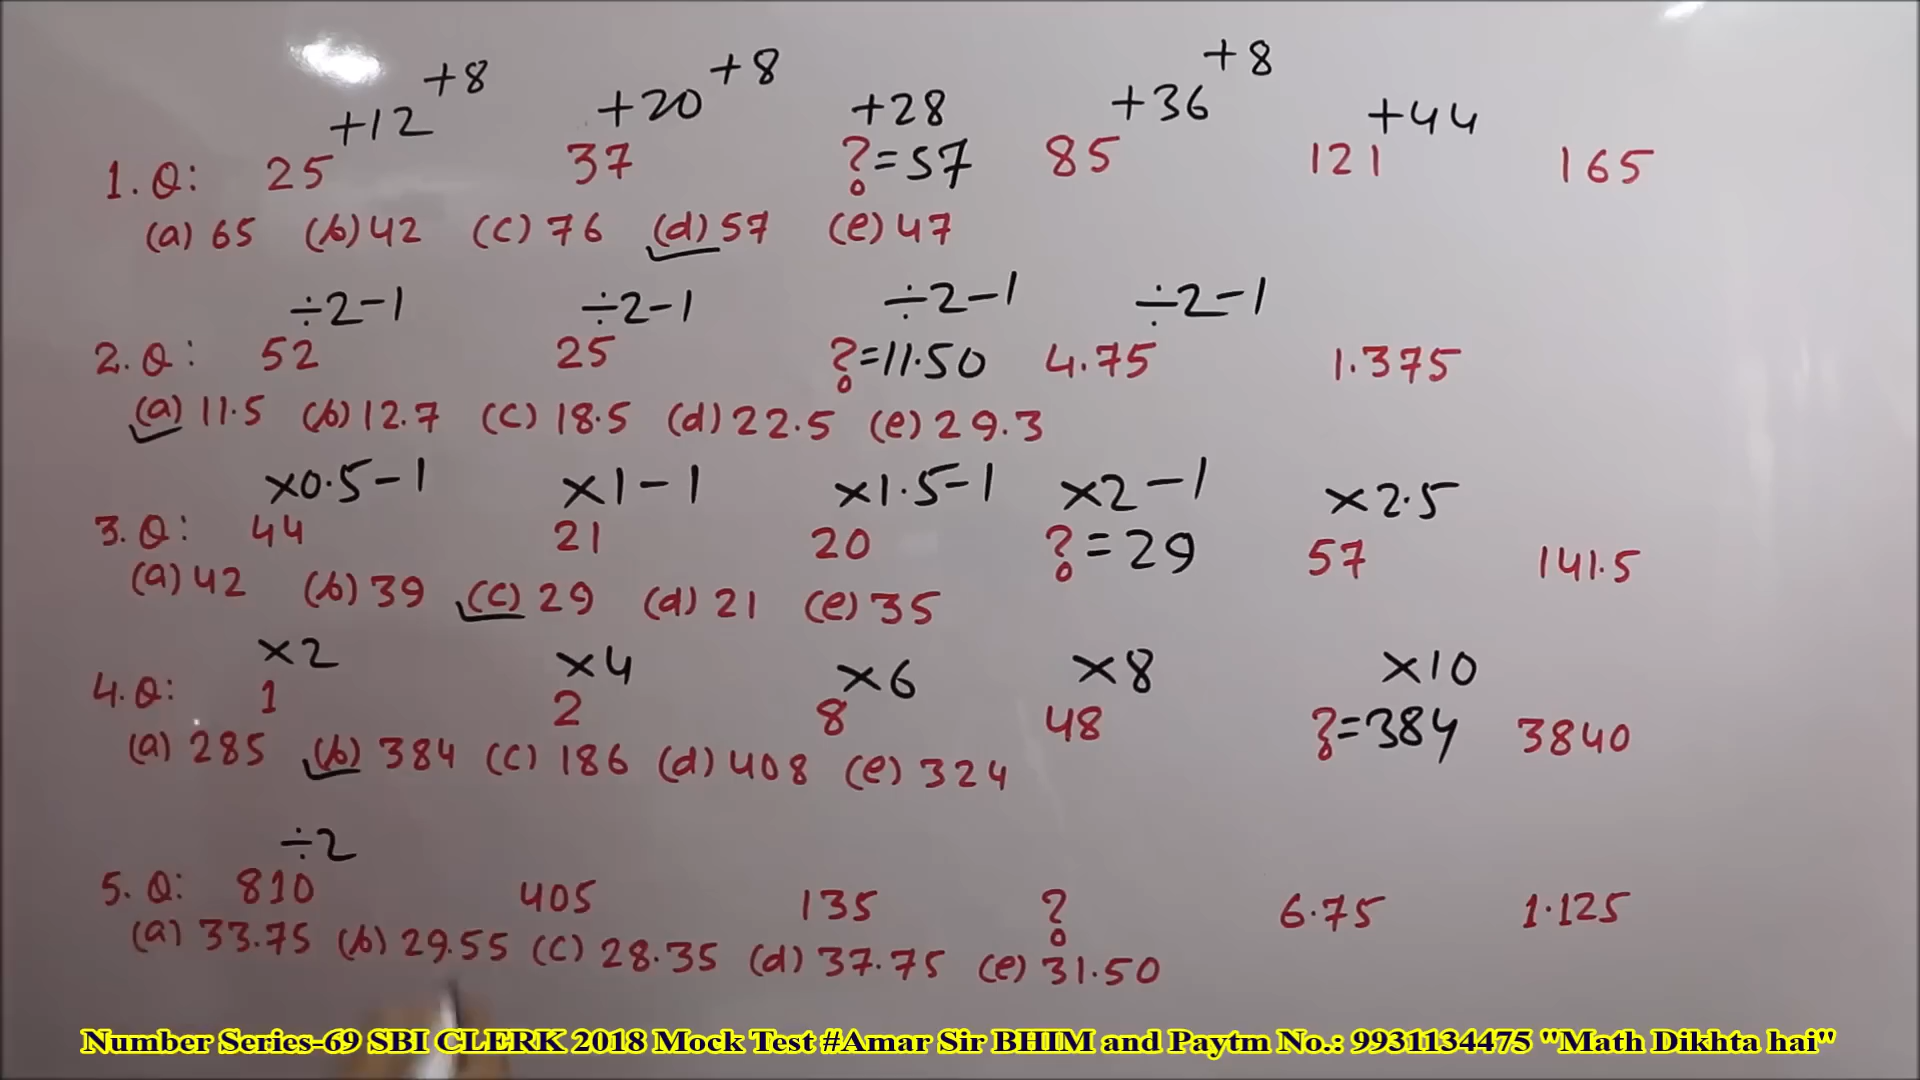 +12 +8 +20 +8 +28 +36 +8 +44
1. Q: 25 37 ? = 57 85 121 165
(a) 65 (b) 42 (c) 76 (d) 57 (e) 47
÷2-1 ÷2-1 ÷2-1 ÷2-1
2. Q: 52 25 ? = 11.50 4.75 1.375
(a) 11.5 (b) 12.7 (c) 18.5 (d) 22.5 (e) 29.3
×0.5-1 ×1-1 ×1.5-1 ×2-1 ×2.5
3. Q: 44 21 20 ? = 29 57 141.5
(a) 42 (b) 39 (c) 29 (d) 21 (e) 35
×2 ×4 ×6 ×8 ×10
4. Q: 1 2 8 48 ? = 384 3840
(a) 285 (b) 384 (c) 186 (d) 408 (e) 324
÷2
5. Q: 810 405 135 ? 6.75 1.125
(a) 33.75 (b) 29.55 (c) 28.35 (d) 37.75 (e) 31.50
Number Series-69 SBI CLERK 2018 Mock Test #Amar Sir BHIM and Paytm No.: 9931134475 "Math Dikhta hai"